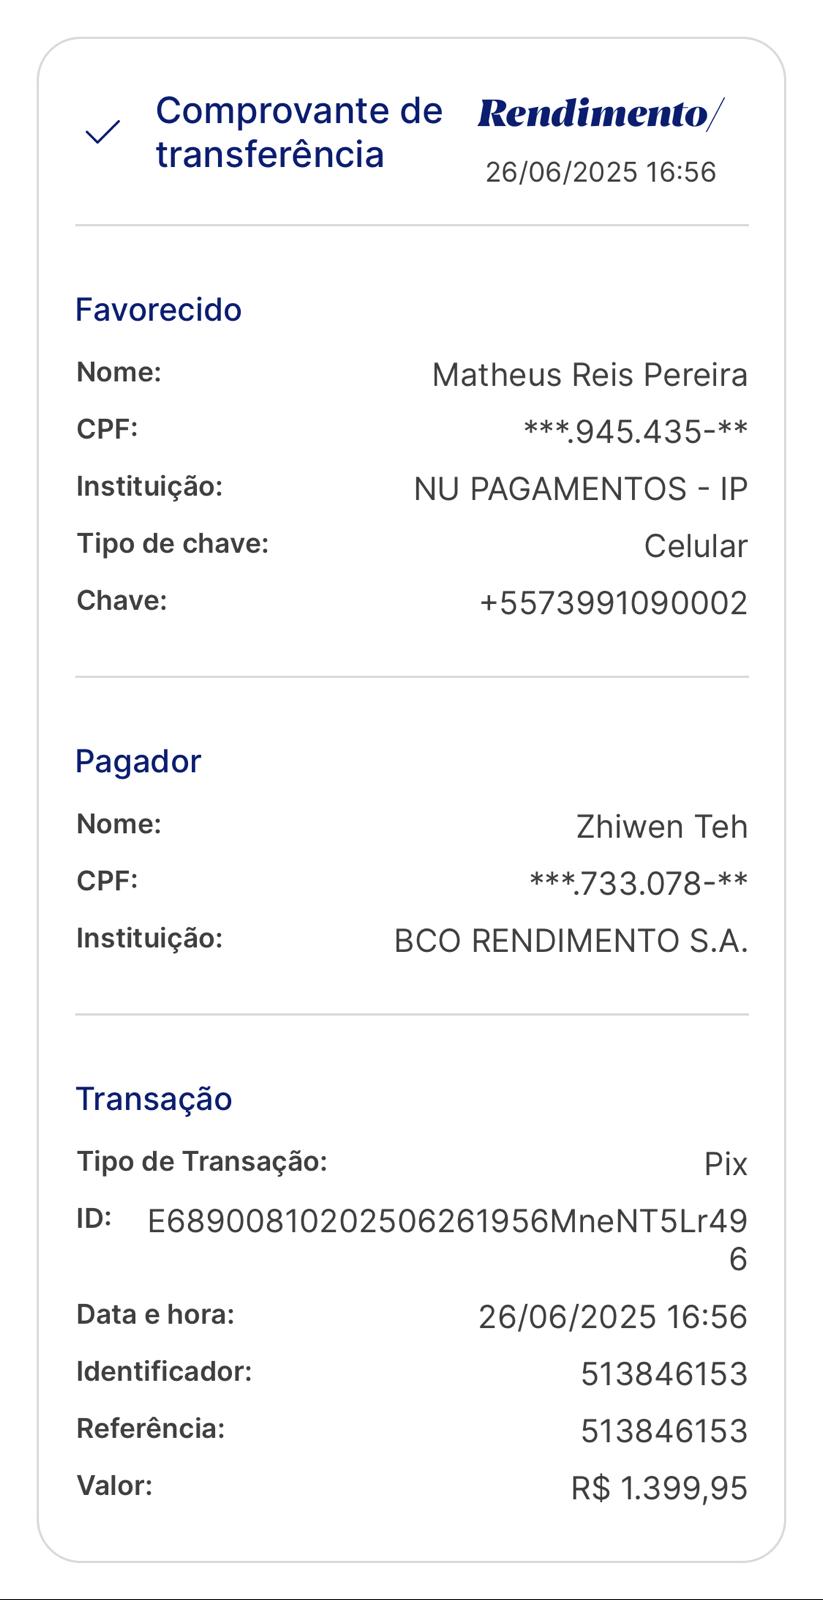 Comprovante de transferência
Rendimento/
26/06/2025 16:56
Favorecido
Nome: Matheus Reis Pereira
CPF: ***.945.435-**
Instituição: NU PAGAMENTOS - IP
Tipo de chave: Celular
Chave: +5573991090002
Pagador
Nome: Zhiwen Teh
CPF: ***.733.078-**
Instituição: BCO RENDIMENTO S.A.
Transação
Tipo de Transação: Pix
ID: E68900810202506261956MneNT5Lr49
6
Data e hora: 26/06/2025 16:56
Identificador: 513846153
Referência: 513846153
Valor: R$ 1.399,95